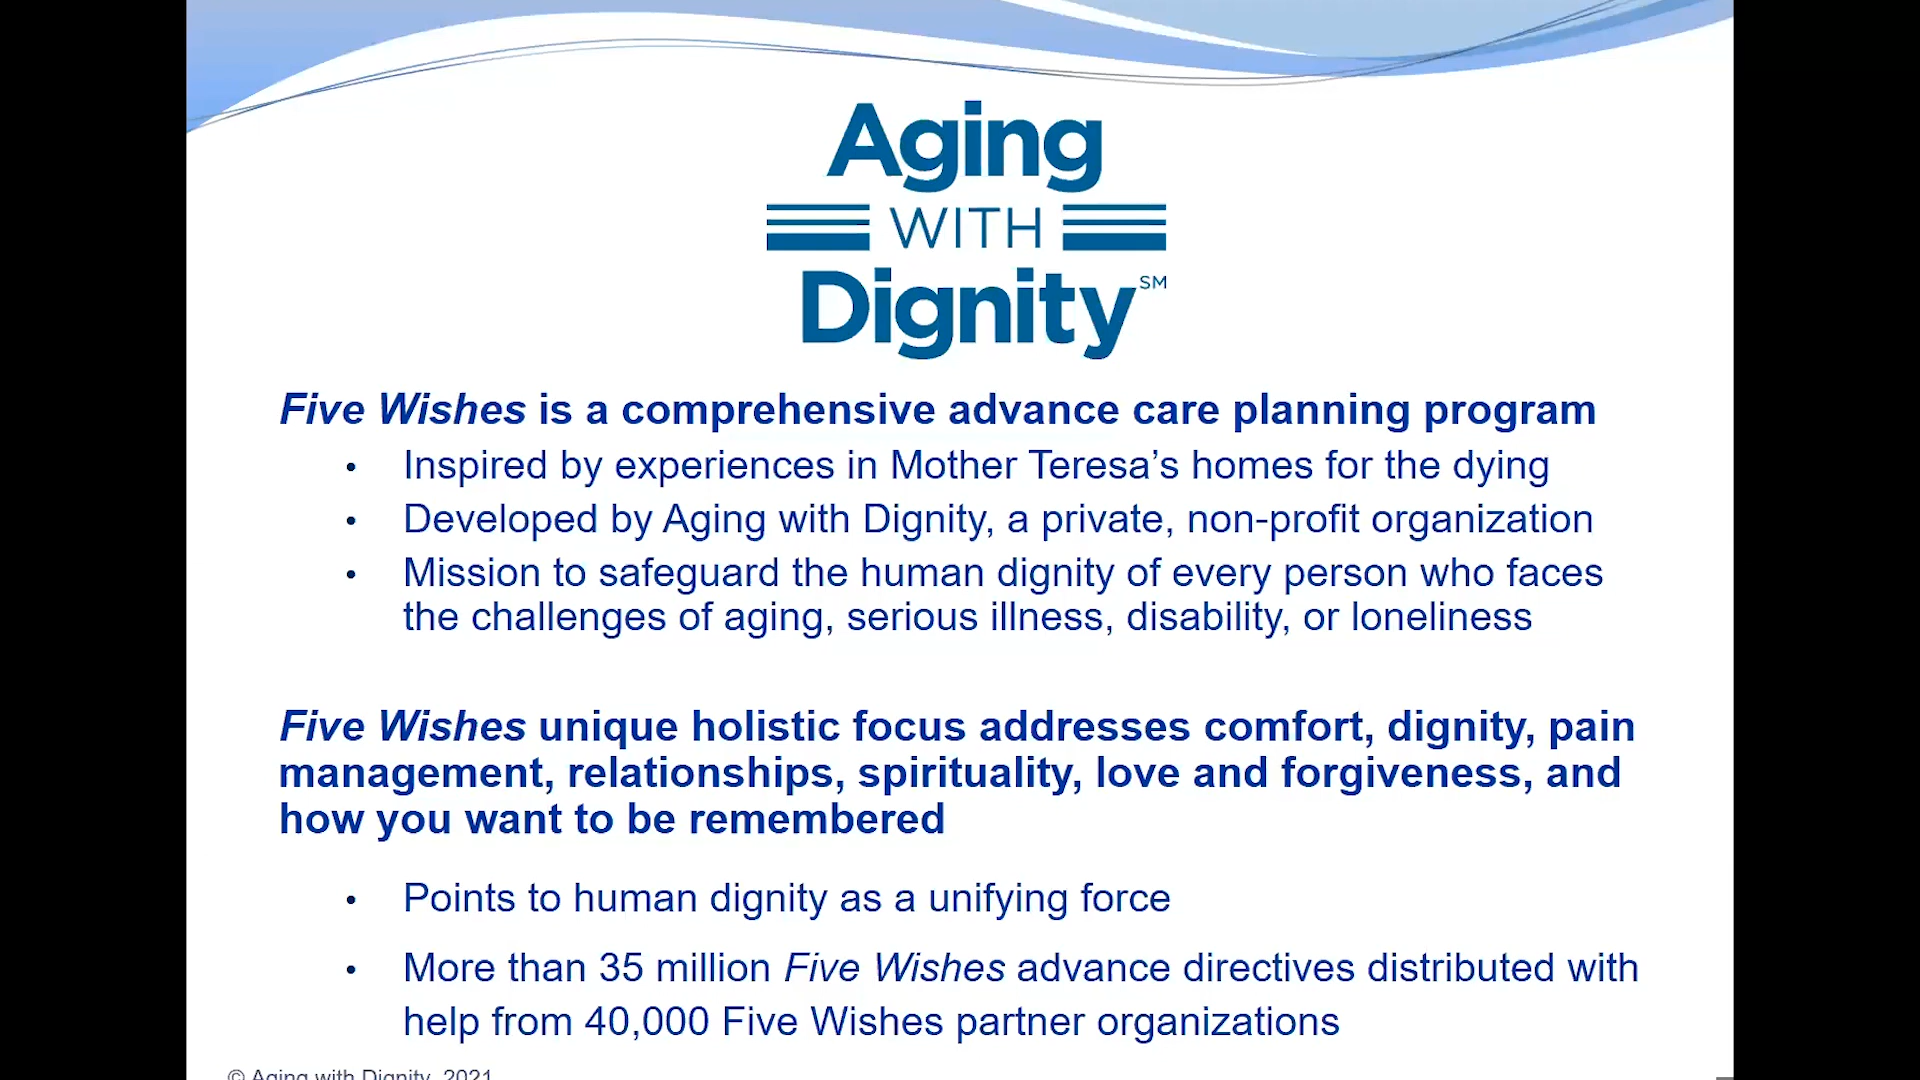 Aging
WITH
Dignity℠
Five Wishes is a comprehensive advance care planning program
• Inspired by experiences in Mother Teresa’s homes for the dying
• Developed by Aging with Dignity, a private, non-profit organization
• Mission to safeguard the human dignity of every person who faces
the challenges of aging, serious illness, disability, or loneliness
Five Wishes unique holistic focus addresses comfort, dignity, pain
management, relationships, spirituality, love and forgiveness, and
how you want to be remembered
• Points to human dignity as a unifying force
• More than 35 million Five Wishes advance directives distributed with
help from 40,000 Five Wishes partner organizations
© Aging with Dignity, 2021